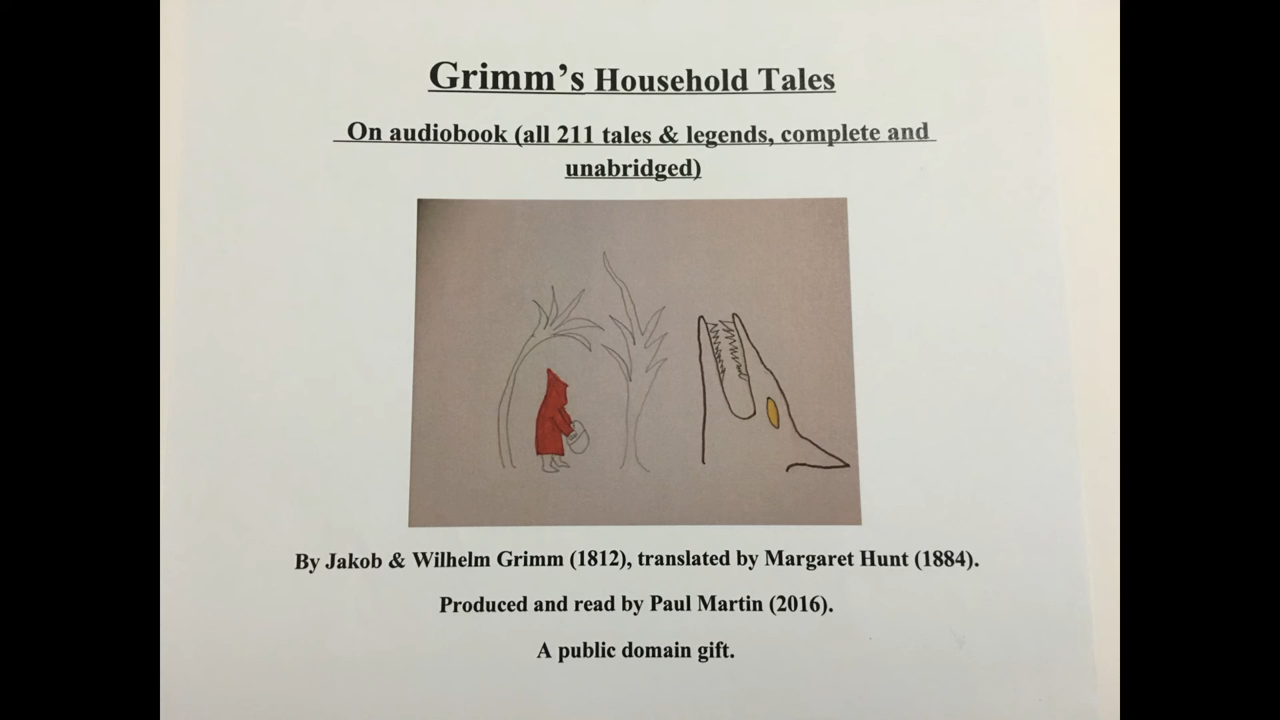 Grimm's Household Tales
On audiobook (all 211 tales & legends, complete and
unabridged)
By Jakob & Wilhelm Grimm (1812), translated by Margaret Hunt (1884).
Produced and read by Paul Martin (2016).
A public domain gift.